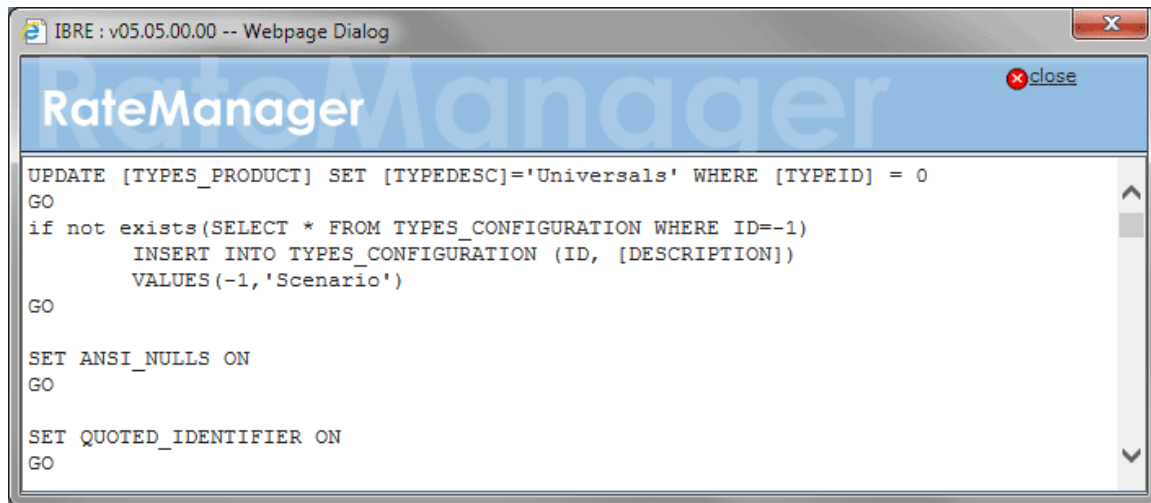 IBRE : v05.05.00.00 -- Webpage Dialog
X
RateManager
close
RateManager
UPDATE [TYPES_PRODUCT] SET [TYPEDESC]='Universals' WHERE [TYPEID] = 0
GO
if not exists(SELECT * FROM TYPES_CONFIGURATION WHERE ID=-1)
        INSERT INTO TYPES_CONFIGURATION (ID, [DESCRIPTION])
        VALUES(-1,'Scenario')
GO
SET ANSI_NULLS ON
GO
SET QUOTED_IDENTIFIER ON
GO